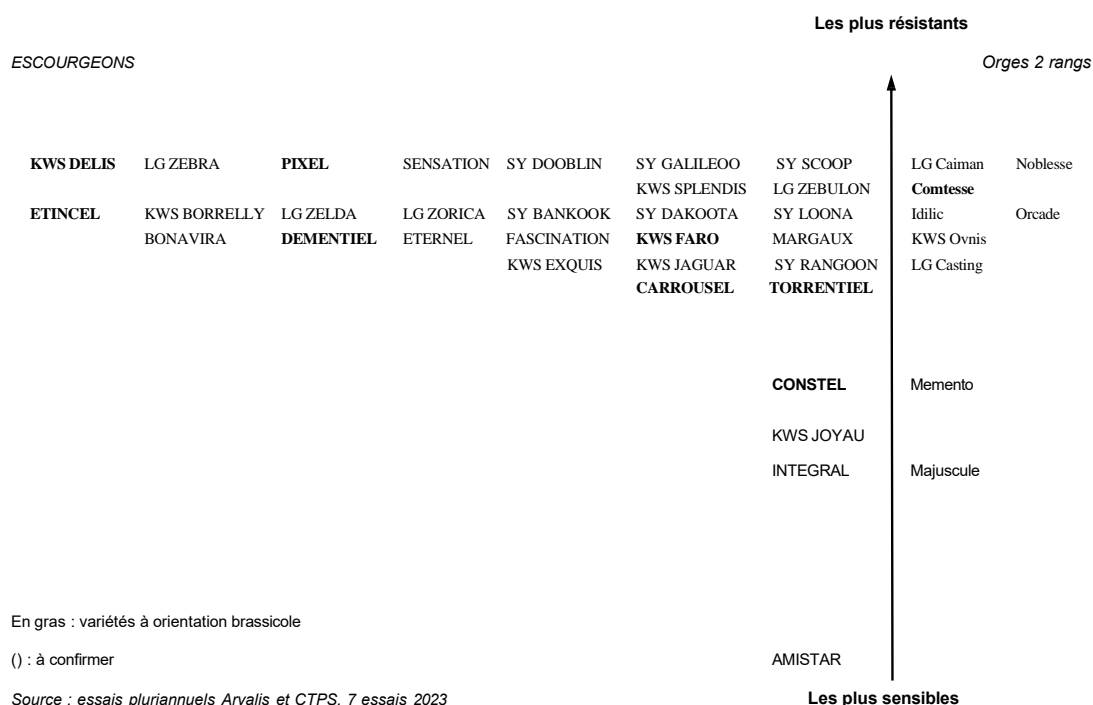 Les plus résistants
ESCOURGEONS Orges 2 rangs
KWS DELIS LG ZEBRA PIXEL SENSATION SY DOOBLIN SY GALILEOO SY SCOOP LG Caiman Noblesse
KWS SPLENDIS LG ZEBULON Comtesse
ETINCEL KWS BORRELLY LG ZELDA LG ZORICA SY BANKOOK SY DAKOOTA SY LOONA Idilic Orcade
BONAVIRA DEMENTIEL ETERNEL FASCINATION KWS FARO MARGAUX KWS Ovnis
KWS EXQUIS KWS JAGUAR SY RANGOON LG Casting
CARROUSEL TORRENTIEL
CONSTEL Memento
KWS JOYAU
INTEGRAL Majuscule
En gras : variétés à orientation brassicole
() : à confirmer AMISTAR
Source : essais pluriannuels Arvalis et CTPS, 7 essais 2023 Les plus sensibles